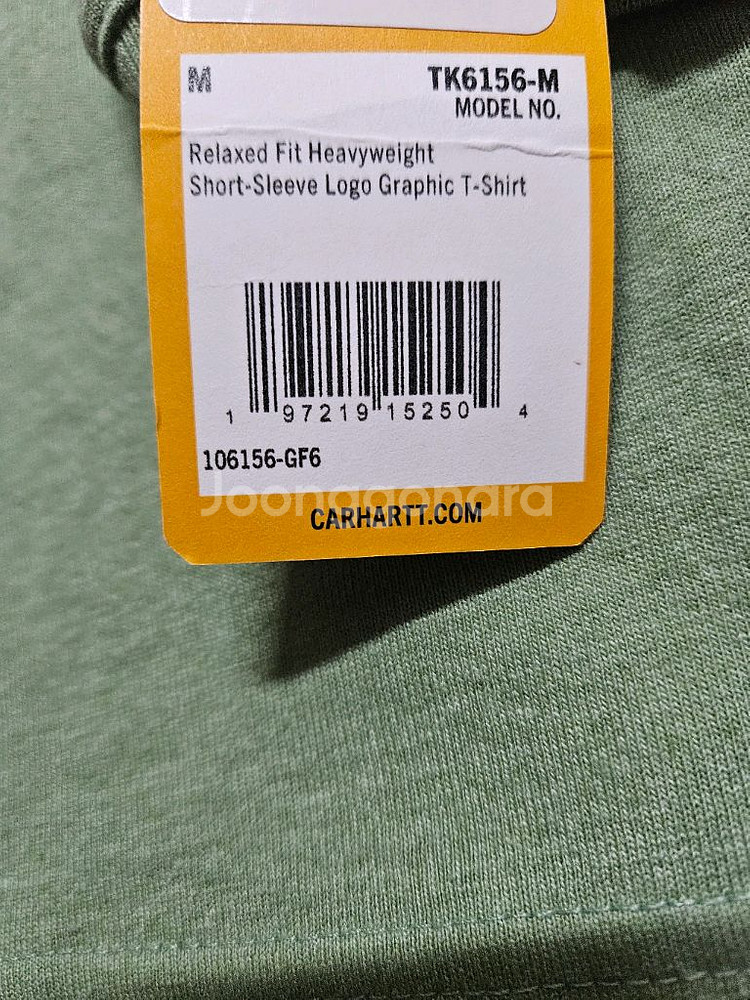 M
TK6156-M
MODEL NO.
Relaxed Fit Heavyweight
Short-Sleeve Logo Graphic T-Shirt
1 97219 15250 4
106156-GF6
Joonggonara
CARHARTT.COM